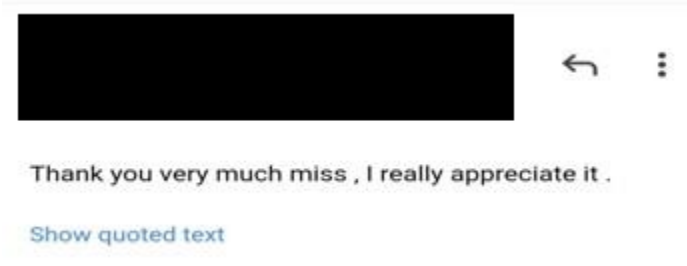 Thank you very much miss , I really appreciate it .
Show quoted text